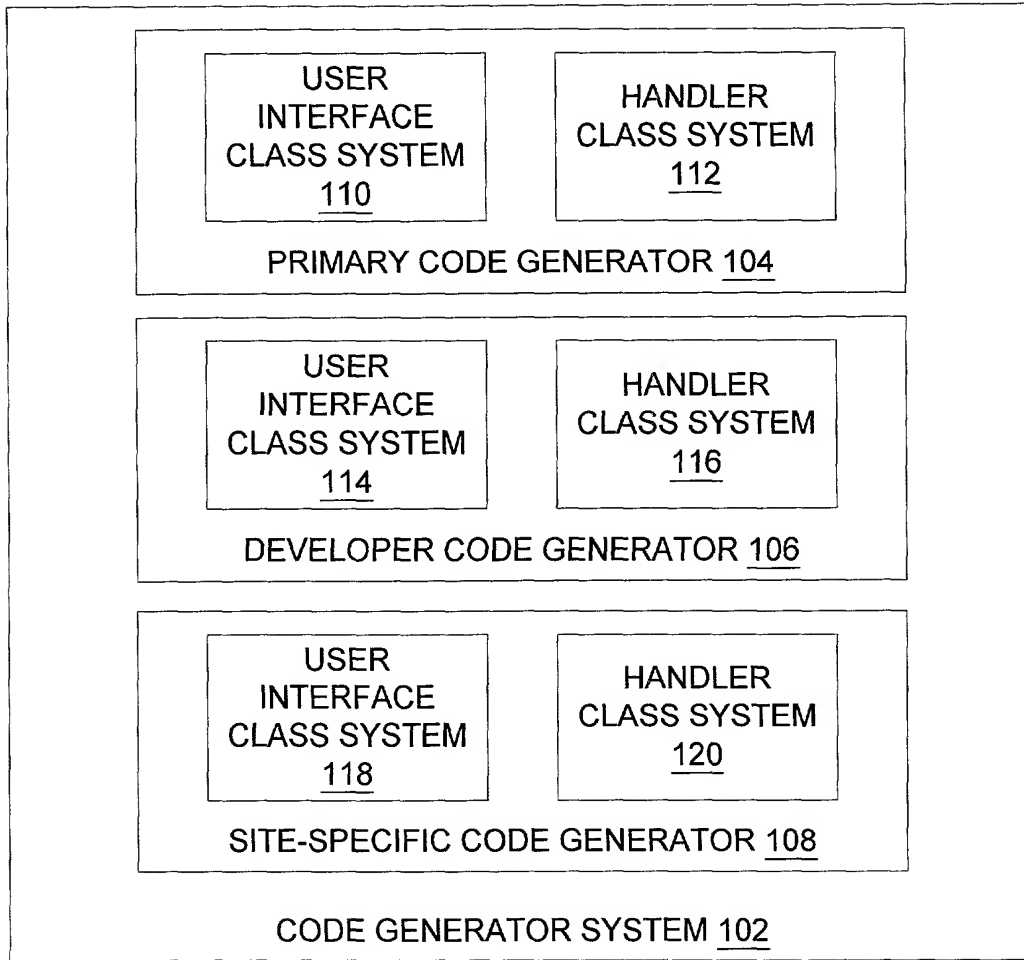 USER
INTERFACE
CLASS SYSTEM
110
HANDLER
CLASS SYSTEM
112
PRIMARY CODE GENERATOR 104
USER
INTERFACE
CLASS SYSTEM
114
HANDLER
CLASS SYSTEM
116
DEVELOPER CODE GENERATOR 106
USER
INTERFACE
CLASS SYSTEM
118
HANDLER
CLASS SYSTEM
120
SITE-SPECIFIC CODE GENERATOR 108
CODE GENERATOR SYSTEM 102